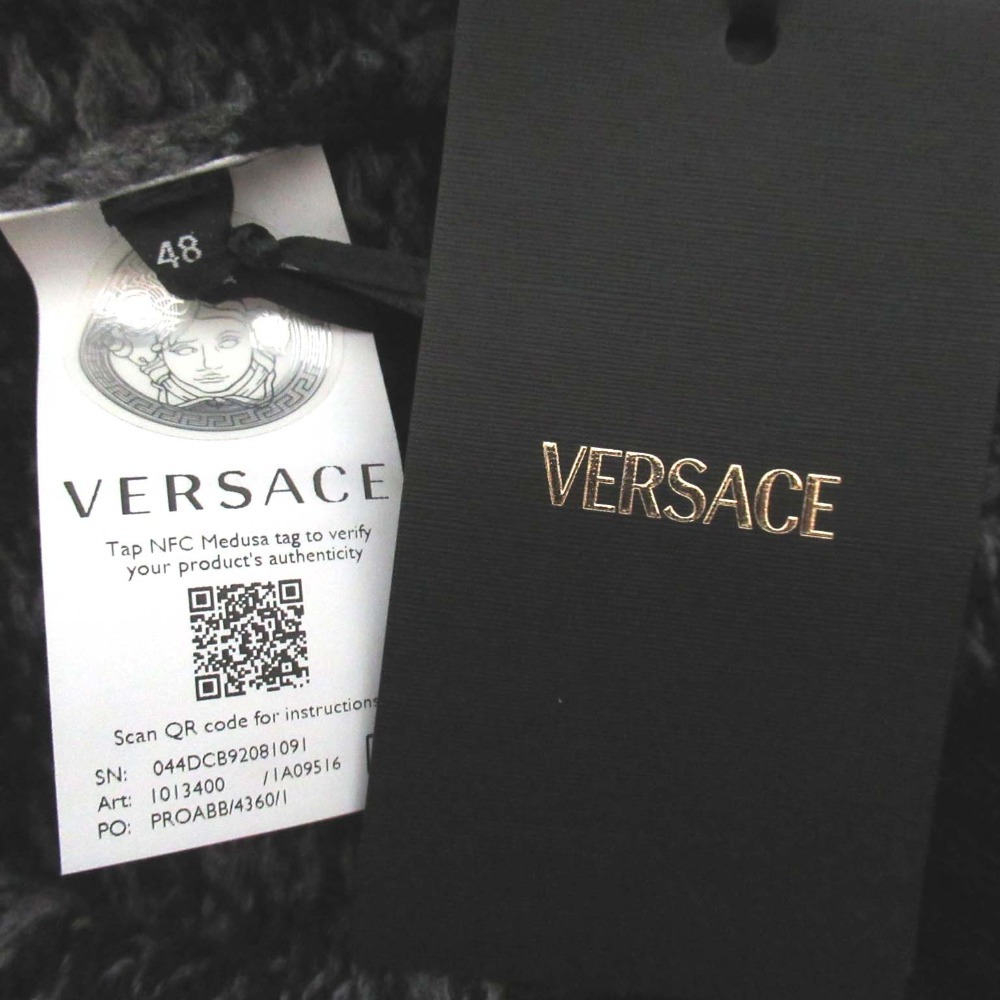 48
VERSACE
Tap NFC Medusa tag to verify
your product's authenticity
Scan QR code for instructions
SN: 044DCB92081091
Art: 1013400 /1A09516
PO: PROABB/4360/1
VERSACE